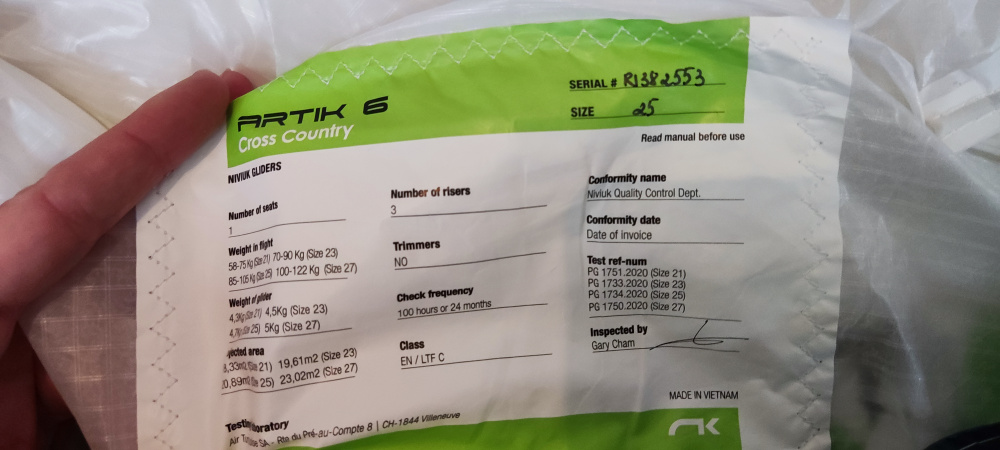 ARTIK 6
Cross Country
SERIAL # R1382553
SIZE 25
Read manual before use
NIVIUK GLIDERS
Number of seats
1
Weight in flight
58-75 Kg (Size 21) 70-90 Kg (Size 23)
85-105 Kg (Size 25) 100-122 Kg (Size 27)
Weight of glider
4,3Kg (Size 21) 4,5Kg (Size 23)
4,7Kg (Size 25) 5Kg (Size 27)
area
(Size 21) 19,61m2 (Size 23)
(Size 25) 23,02m2 (Size 27)
Number of risers
3
Trimmers
NO
Check frequency
100 hours or 24 months
Class
EN / LTF C
Conformity name
Niviuk Quality Control Dept.
Conformity date
Date of invoice
Test ref-num
PG 1751.2020 (Size 21)
PG 1733.2020 (Size 23)
PG 1734.2020 (Size 25)
PG 1750.2020 (Size 27)
Inspected by
Gary Cham
MADE IN VIETNAM
Air SA - Rte du Pré-au-Compte 8 | CH-1844 Villeneuve